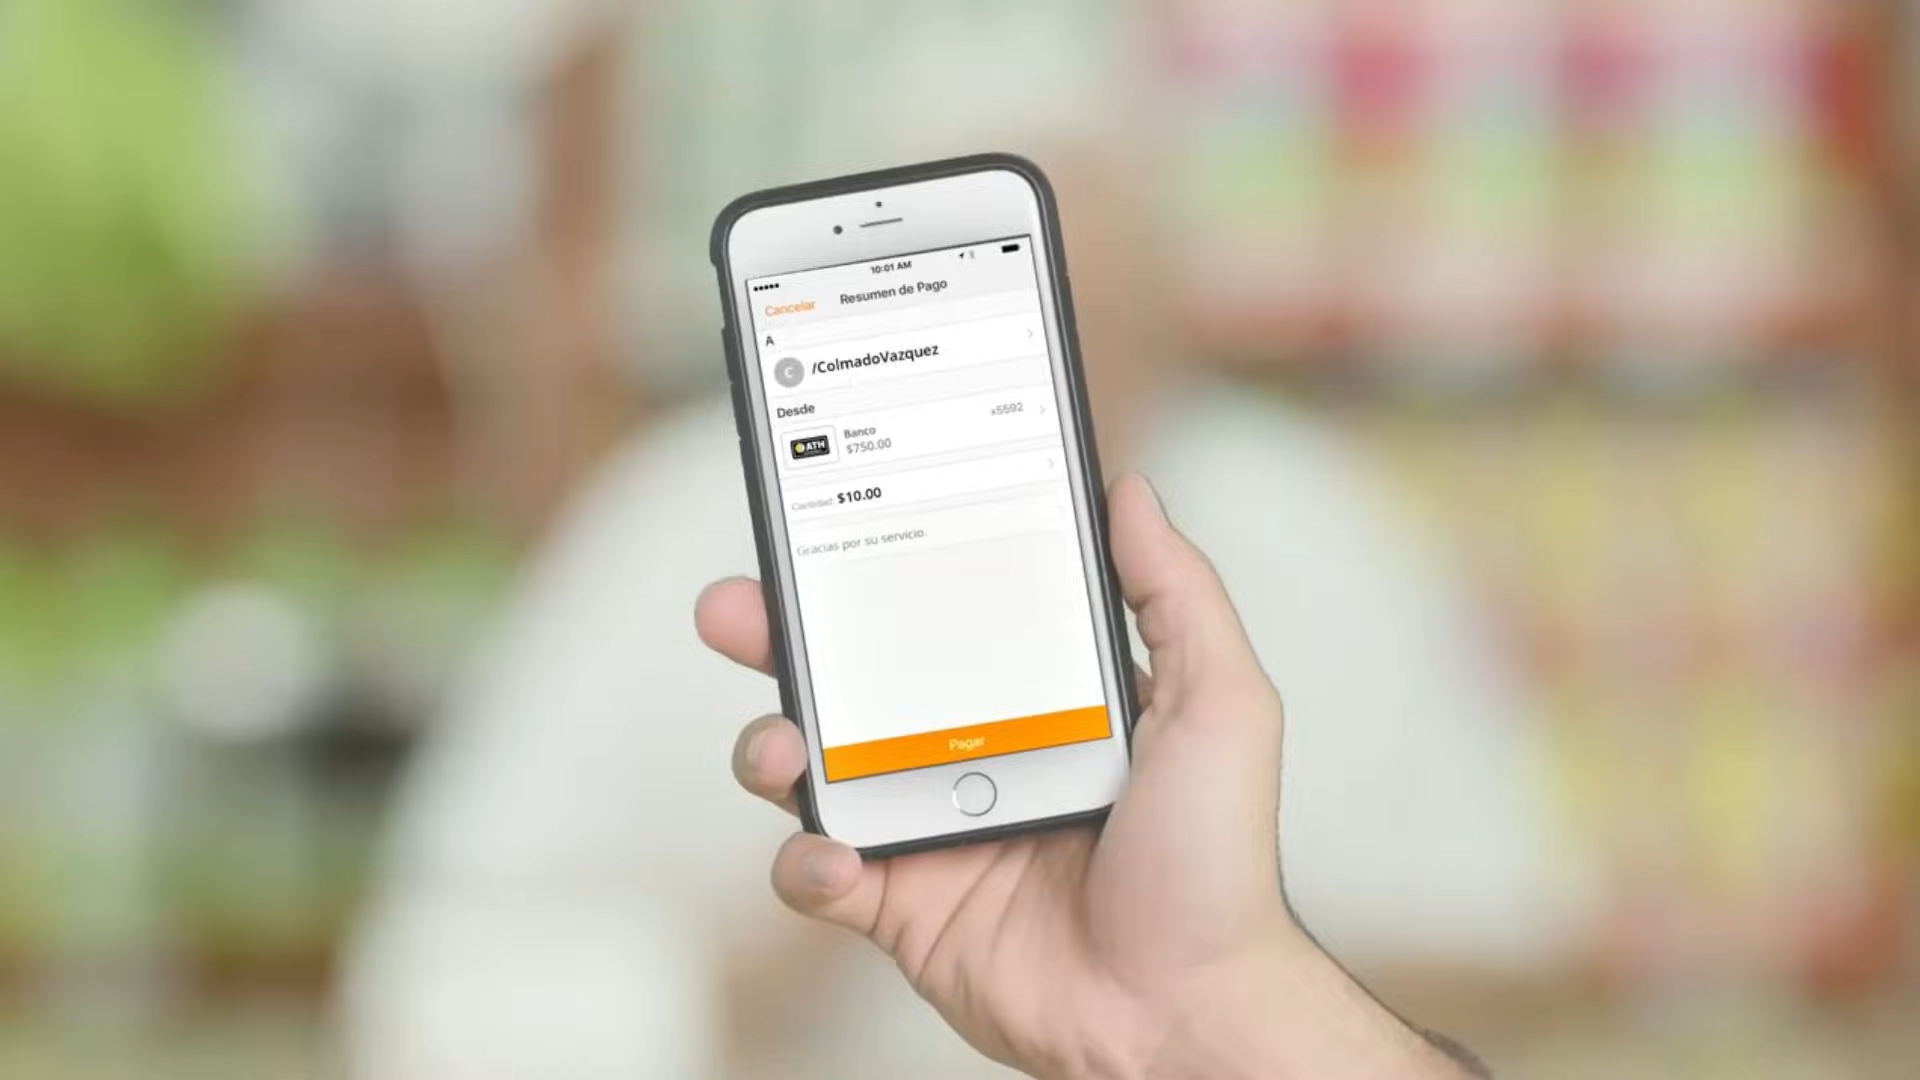 10:01 AM
Cancelar
Resumen de Pago
A
C
/ColmadoVazquez
Desde
ATH
Banco
x5592
$750.00
Cantidad: $10.00
Gracias por su servicio.
Pagar